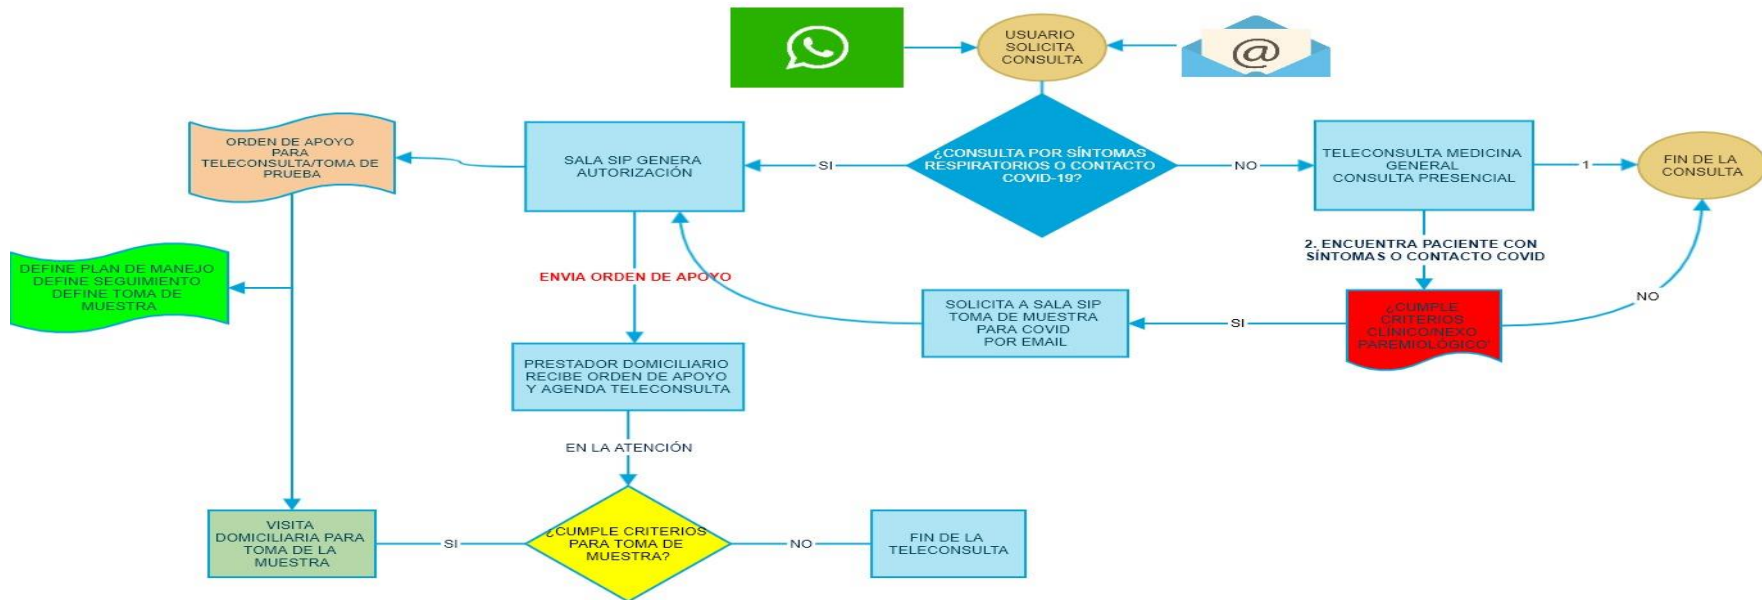 USUARIO
SOLICITA
CONSULTA
@
¿CONSULTA POR SÍNTOMAS
RESPIRATORIOS O CONTACTO
COVID-19?
SI
NO
SALA SIP GENERA
AUTORIZACIÓN
ORDEN DE APOYO
PARA
TELECONSULTA/TOMA DE
PRUEBA
TELECONSULTA MEDICINA
GENERAL
CONSULTA PRESENCIAL
1
FIN DE LA
CONSULTA
2. ENCUENTRA PACIENTE CON
SÍNTOMAS O CONTACTO COVID
DEFINE PLAN DE MANEJO
DEFINE SEGUIMIENTO
DEFINE TOMA DE
MUESTRA
ENVIA ORDEN DE APOYO
SOLICITA A SALA SIP
TOMA DE MUESTRA
PARA COVID
POR EMAIL
SI
¿CUMPLE
CRITERIOS
CLÍNICO/NEXO
PAREMIOLÓGICO
NO
PRESTADOR DOMICILIARIO
RECIBE ORDEN DE APOYO
Y AGENDA TELECONSULTA
EN LA ATENCIÓN
VISITA
DOMICILIARIA PARA
TOMA DE LA
MUESTRA
SI
¿CUMPLE CRITERIOS
PARA TOMA DE
MUESTRA?
NO
FIN DE LA
TELECONSULTA